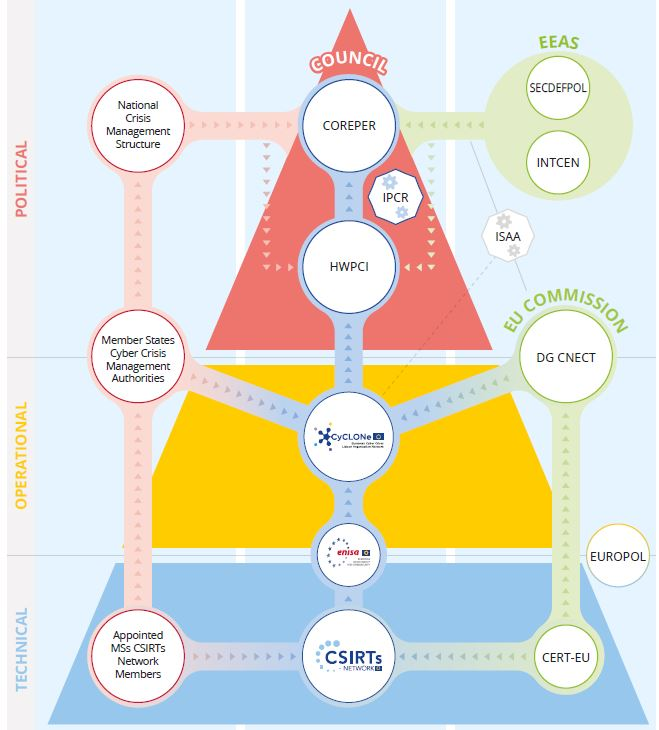 EEAS
COUNCIL
SECDEFPOL
National
Crisis
Management
Structure
COREPER
INTCEN
POLITICAL
IPCR
ISAA
HWPCI
EU COMMISSION
Member States
Cyber Crisis
Management
Authorities
DG CNECT
OPERATIONAL
CyCLONe
enisa
EUROPOL
TECHNICAL
Appointed
MSs CSIRTs
Network
Members
CSIRTs
NETWORK
CERT-EU